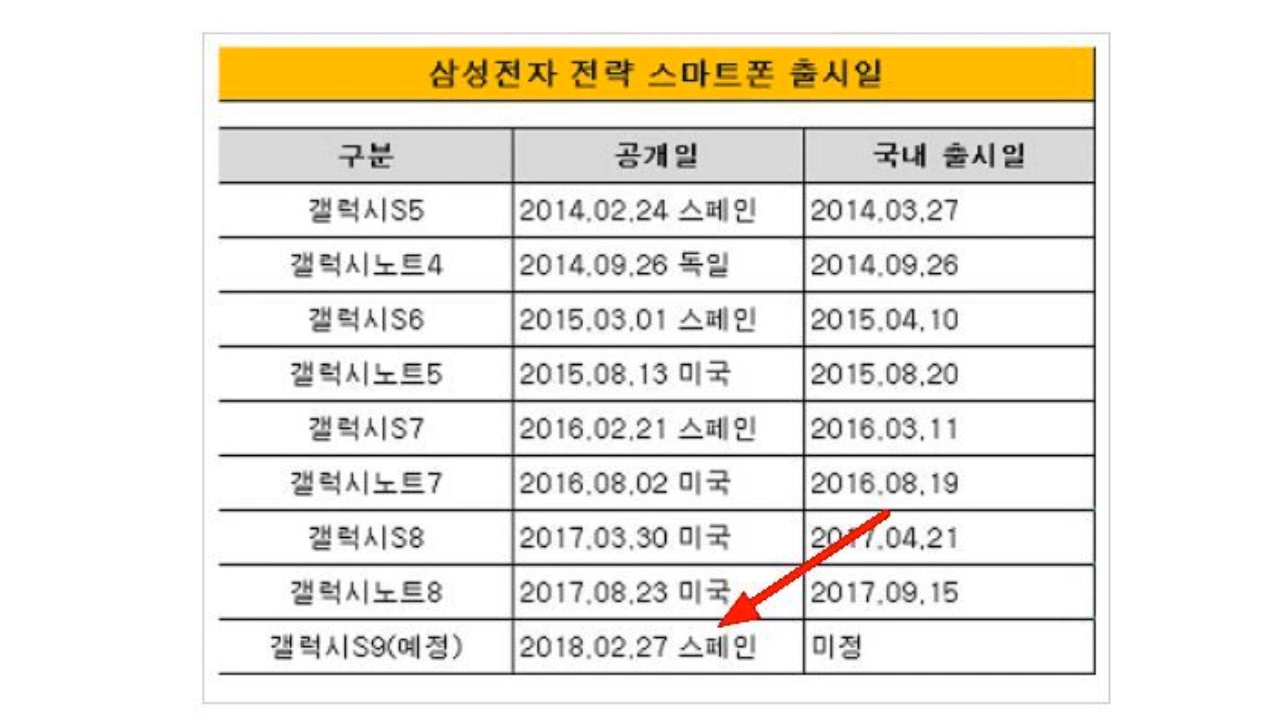 삼성전자 전략 스마트폰 출시일
구분 공개일 국내 출시일
갤럭시S5 2014.02.24 스페인 2014.03.27
갤럭시노트4 2014.09.26 독일 2014.09.26
갤럭시S6 2015.03.01 스페인 2015.04.10
갤럭시노트5 2015.08.13 미국 2015.08.20
갤럭시S7 2016.02.21 스페인 2016.03.11
갤럭시노트7 2016.08.02 미국 2016.08.19
갤럭시S8 2017.03.30 미국 2017.04.21
갤럭시노트8 2017.08.23 미국 2017.09.15
갤럭시S9(예정) 2018.02.27 스페인 미정